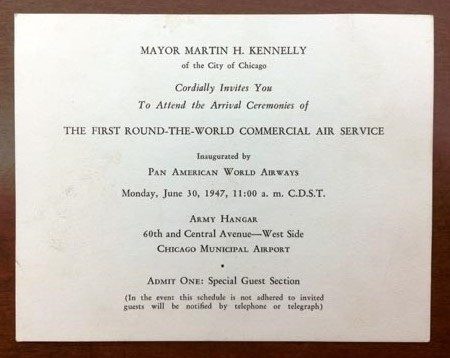 MAYOR MARTIN H. KENNELLY
of the City of Chicago
Cordially Invites You
To Attend the Arrival Ceremonies of
THE FIRST ROUND-THE-WORLD COMMERCIAL AIR SERVICE
Inaugurated by
PAN AMERICAN WORLD AIRWAYS
Monday, June 30, 1947, 11:00 a. m. C.D.S.T.
ARMY HANGAR
60th and Central Avenue—West Side
CHICAGO MUNICIPAL AIRPORT
•
ADMIT ONE: Special Guest Section
(In the event this schedule is not adhered to invited
guests will be notified by telephone or telegraph)